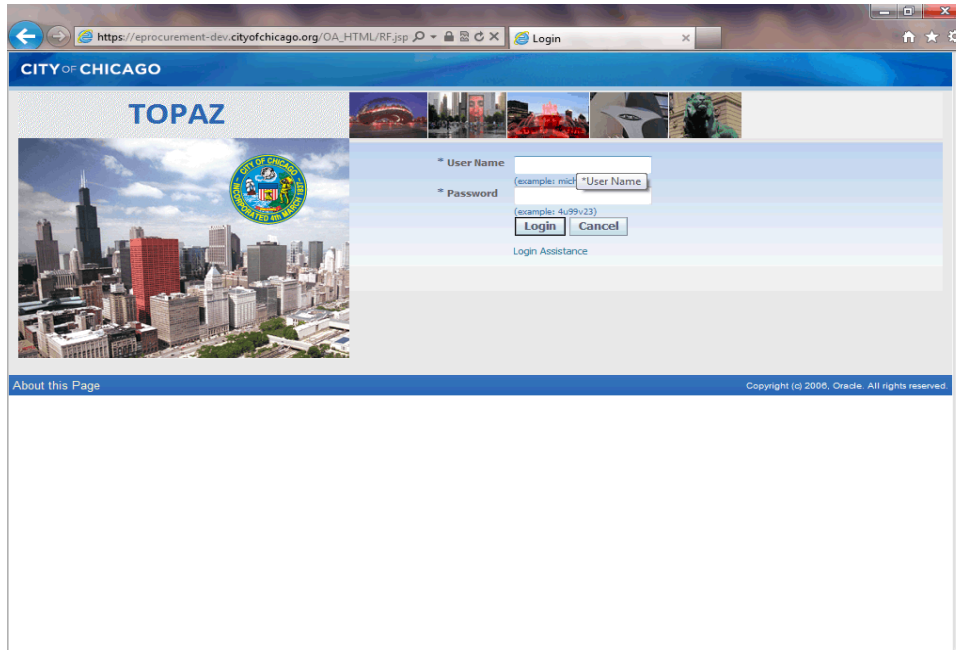 https://eprocurement-dev.cityofchicago.org/OA_HTML/RF.jsp
Login
CITY OF CHICAGO
TOPAZ
CITY OF CHICAGO
INCORPORATED 4th MARCH 1837
* User Name
(example: mich
*User Name
* Password
(example: 4u99v23)
Login Cancel
Login Assistance
About this Page
Copyright (c) 2006, Oracle. All rights reserved.